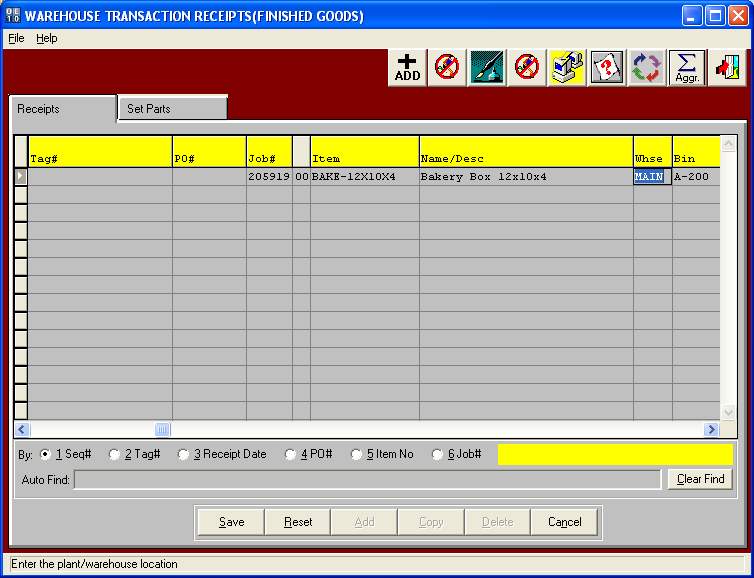 WAREHOUSE TRANSACTION RECEIPTS(FINISHED GOODS)
File Help
ADD Aggr.
Receipts Set Parts
Tag# PO# Job# Item Name/Desc Whse Bin
205919 00 BAKE-12X10X4 Bakery Box 12x10x4 MAIN A-200
By: 1 Seq# 2 Tag# 3 Receipt Date 4 PO# 5 Item No 6 Job#
Auto Find: Clear Find
Save Reset Add Copy Delete Cancel
Enter the plant/warehouse location